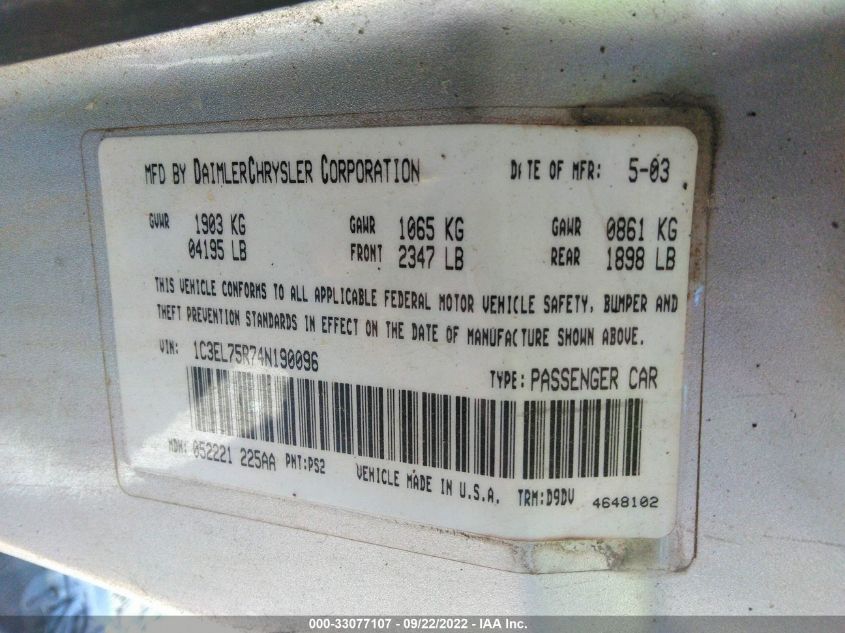 MFD BY DAIMLERCHRYSLER CORPORATION DATE OF MFR: 5-03
GVWR 1903 KG GAWR 1065 KG GAWR 0861 KG
04195 LB FRONT 2347 LB REAR 1898 LB
THIS VEHICLE CONFORMS TO ALL APPLICABLE FEDERAL MOTOR VEHICLE SAFETY, BUMPER AND
THEFT PREVENTION STANDARDS IN EFFECT ON THE DATE OF MANUFACTURE SHOWN ABOVE.
VIN: 1C3EL75R74N190096 TYPE: PASSENGER CAR
MDH: 052221 225AA PNT: PS2 VEHICLE MADE IN U.S.A. TRM: D9DV 4648102
000-33077107 - 09/22/2022 - IAA Inc.